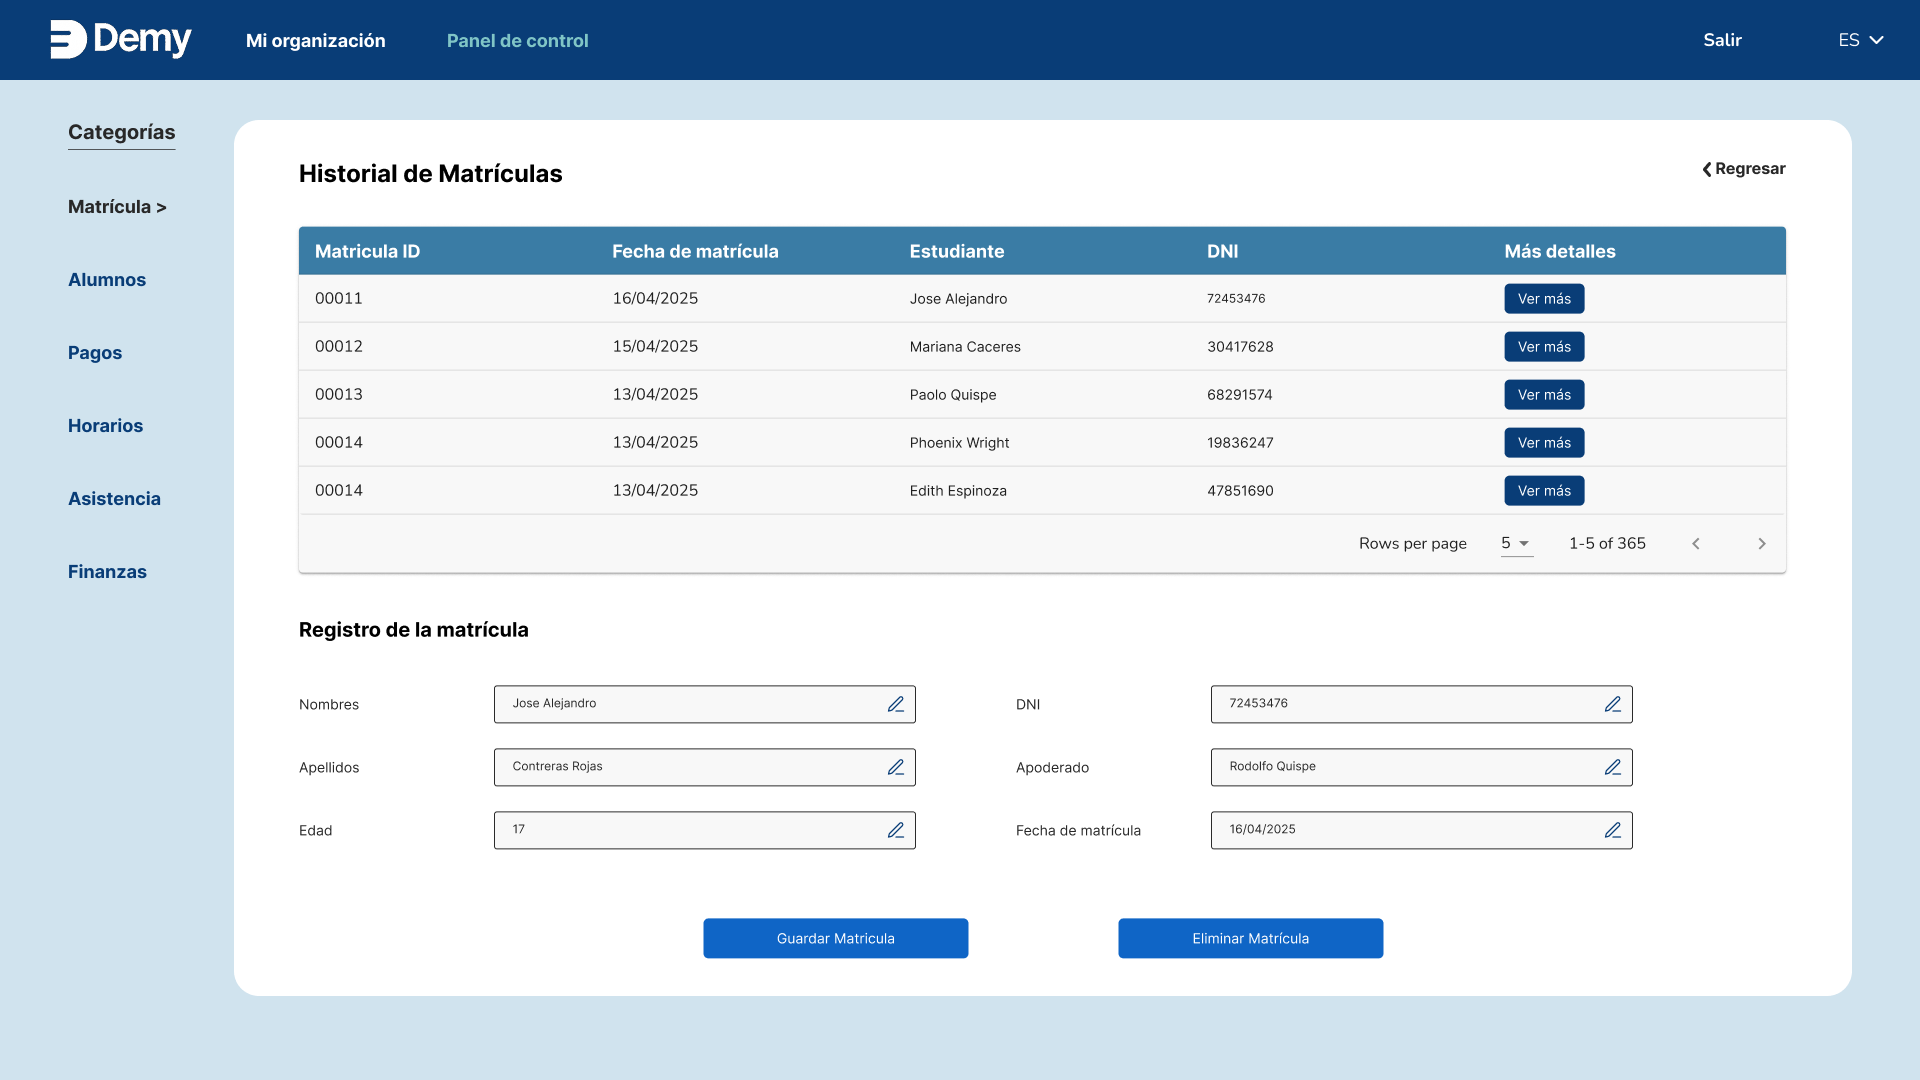 Demy
Mi organización
Panel de control
Salir
ES
Categorías
Matrícula >
Alumnos
Pagos
Horarios
Asistencia
Finanzas
Historial de Matrículas
Regresar
Matricula ID Fecha de matrícula Estudiante DNI Más detalles
00011 16/04/2025 Jose Alejandro 72453476 Ver más
00012 15/04/2025 Mariana Caceres 30417628 Ver más
00013 13/04/2025 Paolo Quispe 68291574 Ver más
00014 13/04/2025 Phoenix Wright 19836247 Ver más
00014 13/04/2025 Edith Espinoza 47851690 Ver más
Rows per page 5 1-5 of 365
Registro de la matrícula
Nombres Jose Alejandro DNI 72453476
Apellidos Contreras Rojas Apoderado Rodolfo Quispe
Edad 17 Fecha de matrícula 16/04/2025
Guardar Matricula Eliminar Matrícula